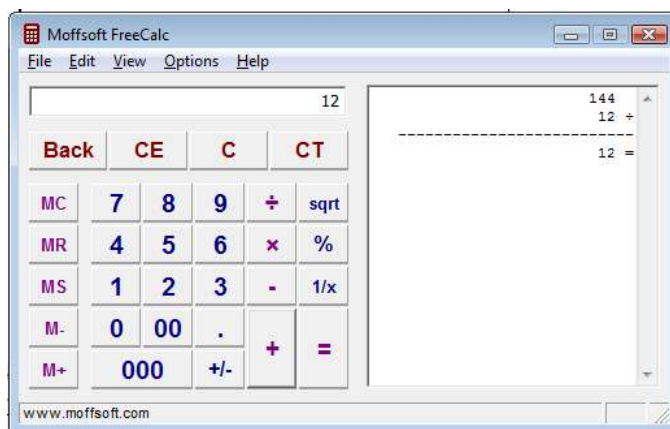 Moffsoft FreeCalc
File Edit View Options Help
12
144
12 ÷
--------------------------
12 =
Back CE C CT
MC 7 8 9 ÷ sqrt
MR 4 5 6 × %
MS 1 2 3 - 1/x
M- 0 00 . + =
M+ 000 +/-
www.moffsoft.com